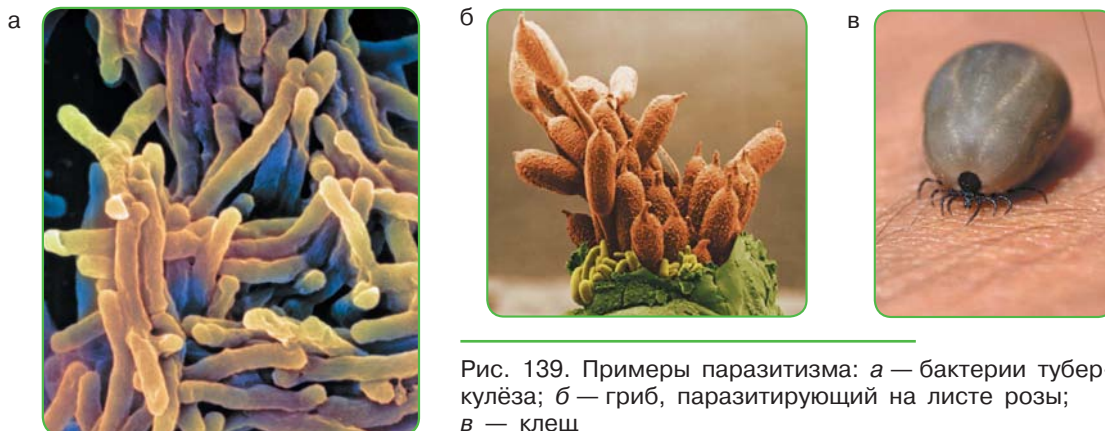 а
б
в
Рис. 139. Примеры паразитизма: а — бактерии тубер-
кулёза; б — гриб, паразитирующий на листе розы;
в — клещ